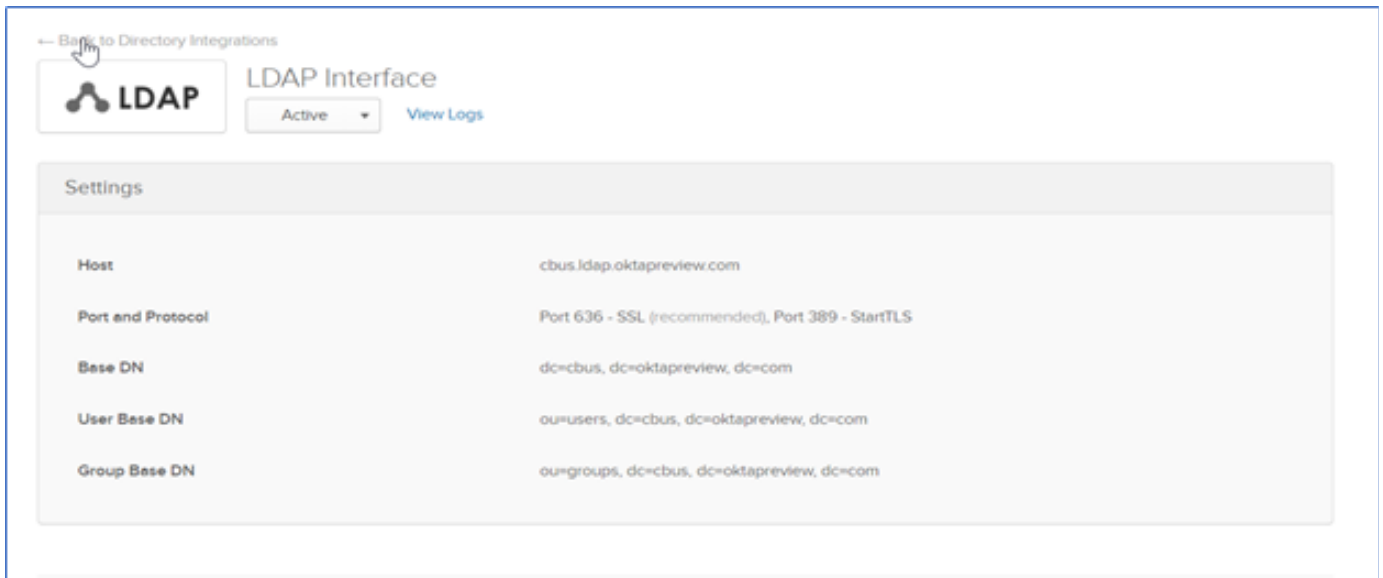 ← Back to Directory Integrations
LDAP
LDAP Interface
Active
View Logs
Settings
Host cbus.ldap.oktapreview.com
Port and Protocol Port 636 - SSL (recommended), Port 389 - StartTLS
Base DN dc=cbus, dc=oktapreview, dc=com
User Base DN ou=users, dc=cbus, dc=oktapreview, dc=com
Group Base DN ou=groups, dc=cbus, dc=oktapreview, dc=com